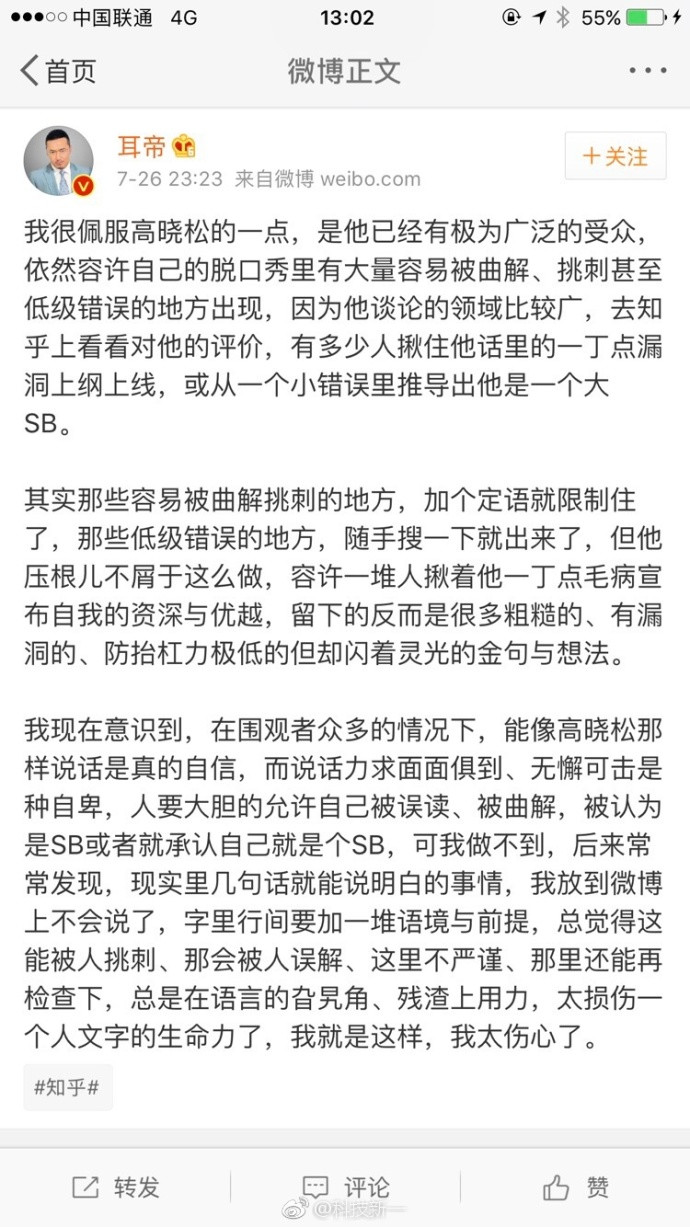 中国联通 4G 13:02 55%
首页 微博正文
耳帝
7-26 23:23 来自微博 weibo.com
+关注
我很佩服高晓松的一点，是他已经有极为广泛的受众，
依然容许自己的脱口秀里有大量容易被曲解、挑刺甚至
低级错误的地方出现，因为他谈论的领域比较广，去知
乎上看看对他的评价，有多少人揪住他话里的一丁点漏
洞上纲上线，或从一个小错误里推导出他是一个大
SB。
其实那些容易被曲解挑刺的地方，加个定语就限制住
了，那些低级错误的地方，随手搜一下就出来了，但他
压根儿不屑于这么做，容许一堆人揪着他一丁点毛病宣
布自我的资深与优越，留下的反而是很多粗糙的、有漏
洞的、防抬杠力极低的但却闪着灵光的金句与想法。
我现在意识到，在围观者众多的情况下，能像高晓松那
样说话是真的自信，而说话力求面面俱到、无懈可击是
种自卑，人要大胆的允许自己被误读、被曲解，被认为
是SB或者就承认自己就是个SB，可我做不到，后来常
常发现，现实里几句话就能说明白的事情，我放到微博
上不会说了，字里行间要加一堆语境与前提，总觉得这
能被人挑刺、那会被人误解、这里不严谨、那里还能再
检查下，总是在语言的旮旯角、残渣上用力，太损伤一
个人文字的生命力了，我就是这样，我太伤心了。
#知乎#
转发 评论 赞
@科技新一